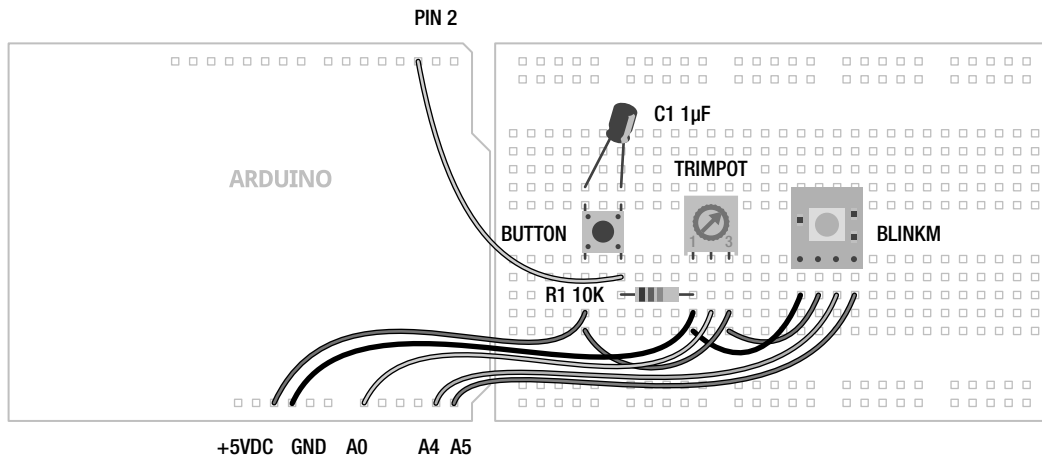 PIN 2
C1 1µF
TRIMPOT
ARDUINO
BUTTON
1 3
BLINKM
R1 10K
+5VDC GND A0 A4 A5